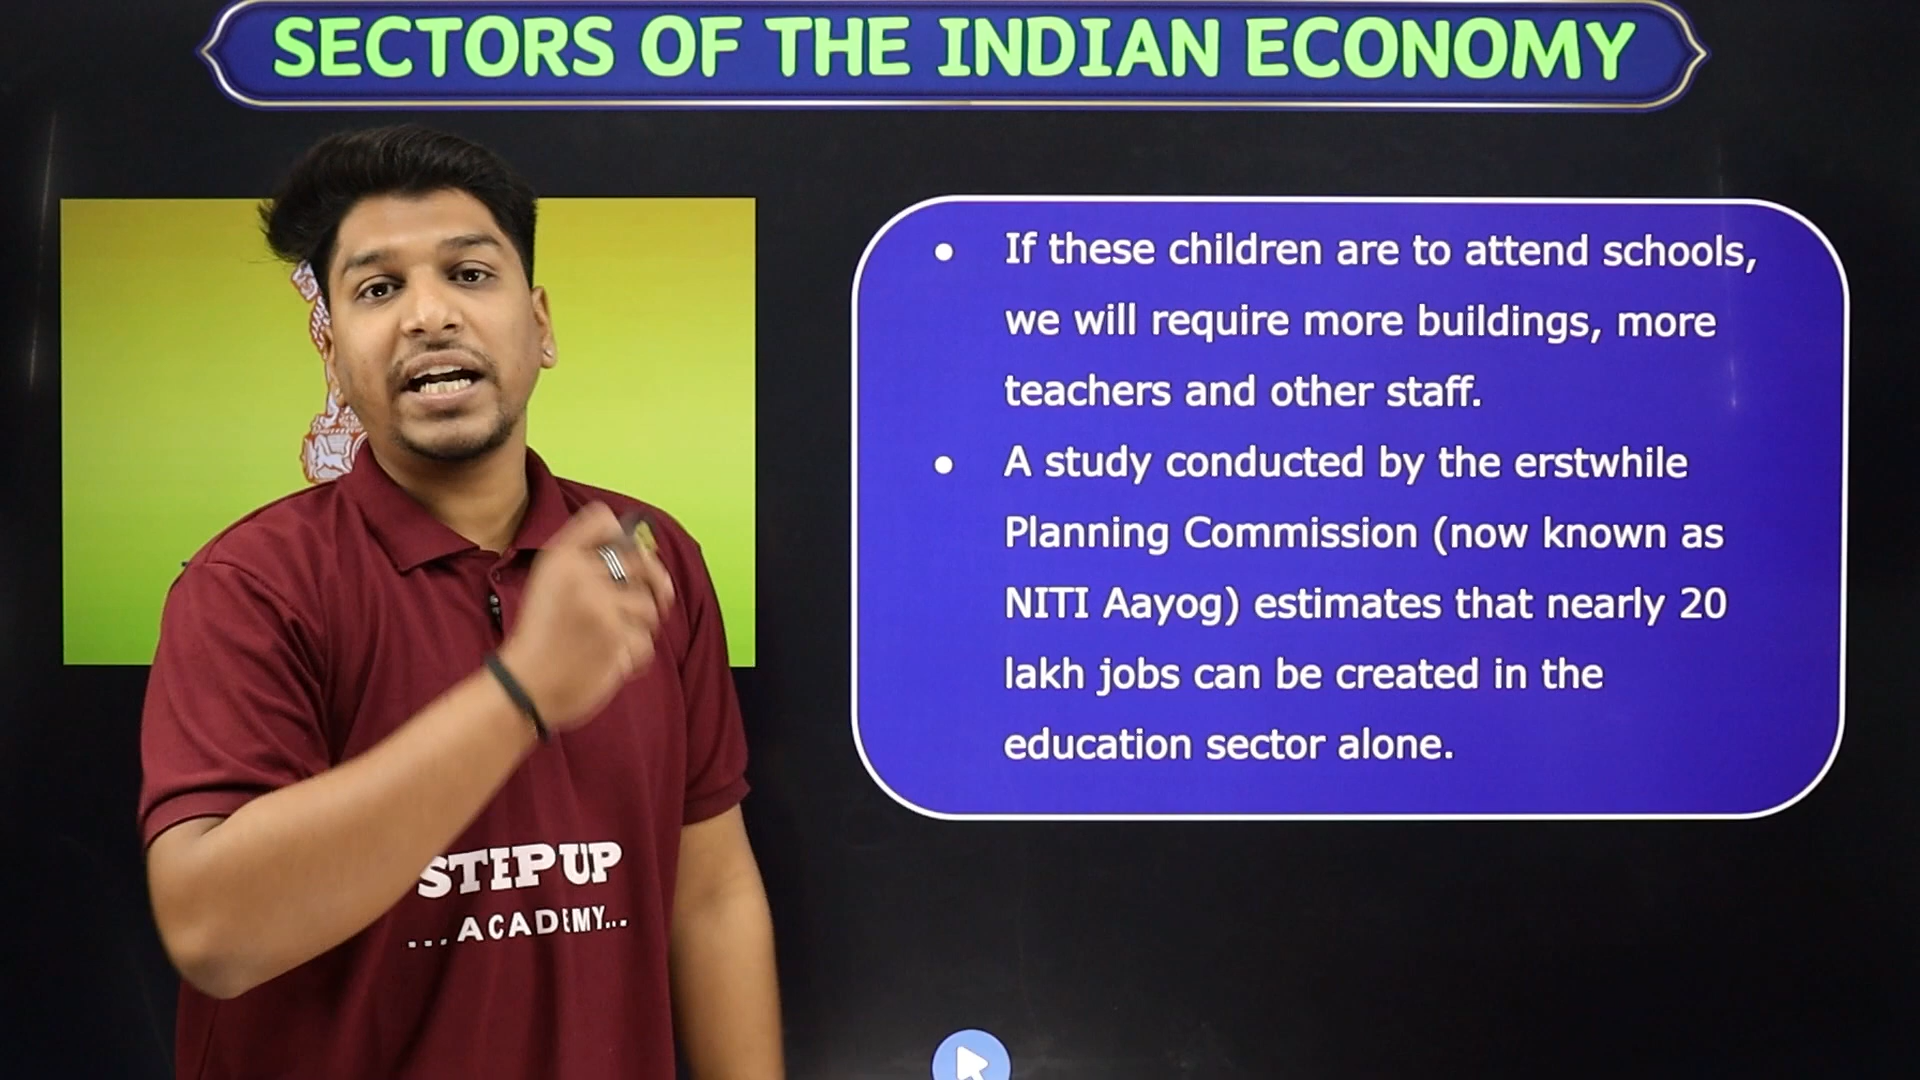 SECTORS OF THE INDIAN ECONOMY
If these children are to attend schools,
we will require more buildings, more
teachers and other staff.
A study conducted by the erstwhile
Planning Commission (now known as
NITI Aayog) estimates that nearly 20
lakh jobs can be created in the
education sector alone.
STEP UP
...ACADEMY...